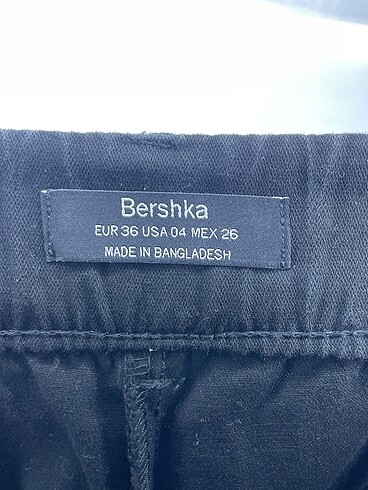 Bershka
EUR 36 USA 04 MEX 26
MADE IN BANGLADESH